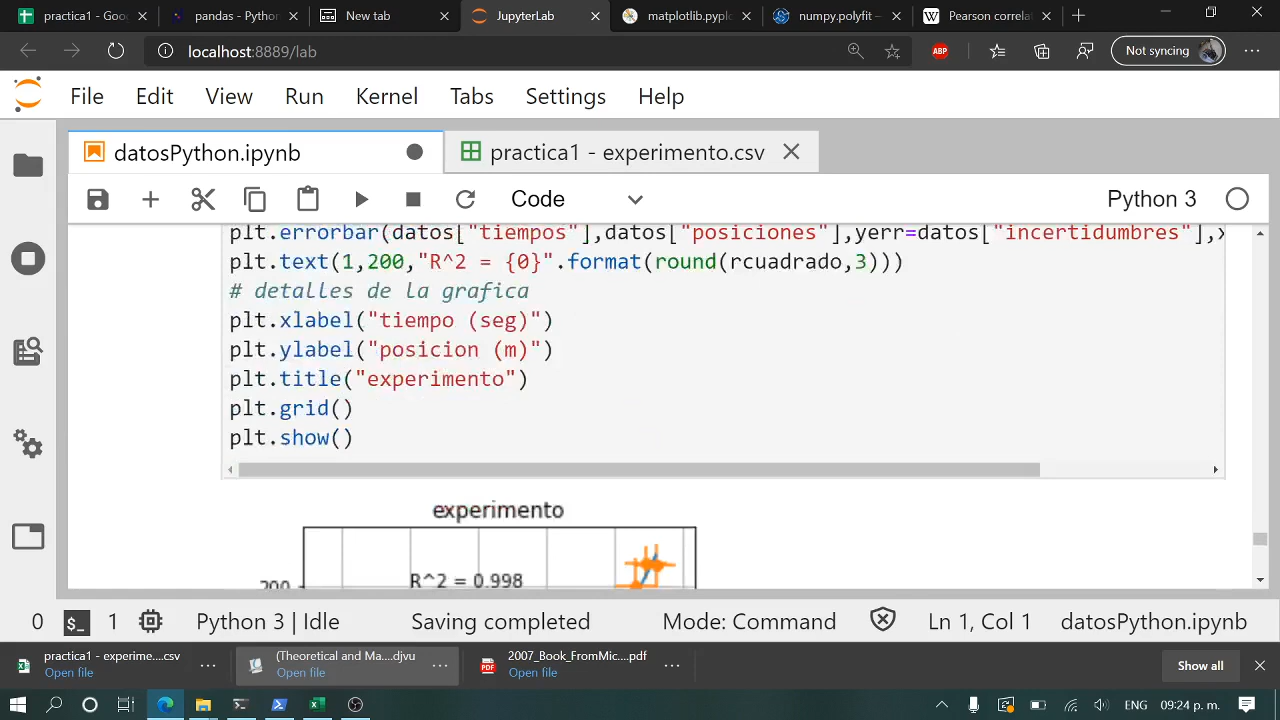 practica1 - Goo
pandas - Python
New tab
JupyterLab
matplotlib.pyplo
numpy.polyfit —
Pearson correla
localhost:8889/lab
ABP
Not syncing
File Edit View Run Kernel Tabs Settings Help
datosPython.ipynb
practica1 - experimento.csv
Code
Python 3
plt.errorbar(datos["tiempos"],datos["posiciones"],yerr=datos["incertidumbres"],x
plt.text(1,200,"R^2 = {0}".format(round(rcuadrado,3)))
# detalles de la grafica
plt.xlabel("tiempo (seg)")
plt.ylabel("posicion (m)")
plt.title("experimento")
plt.grid()
plt.show()
experimento
R^2 = 0.998
200
0 $_ 1 Python 3 | Idle Saving completed Mode: Command Ln 1, Col 1 datosPython.ipynb
practica1 - experime....csv
Open file
(Theoretical and Ma....djvu
Open file
PDF
2007_Book_FromMic....pdf
Open file
Show all
ENG 09:24 p. m.